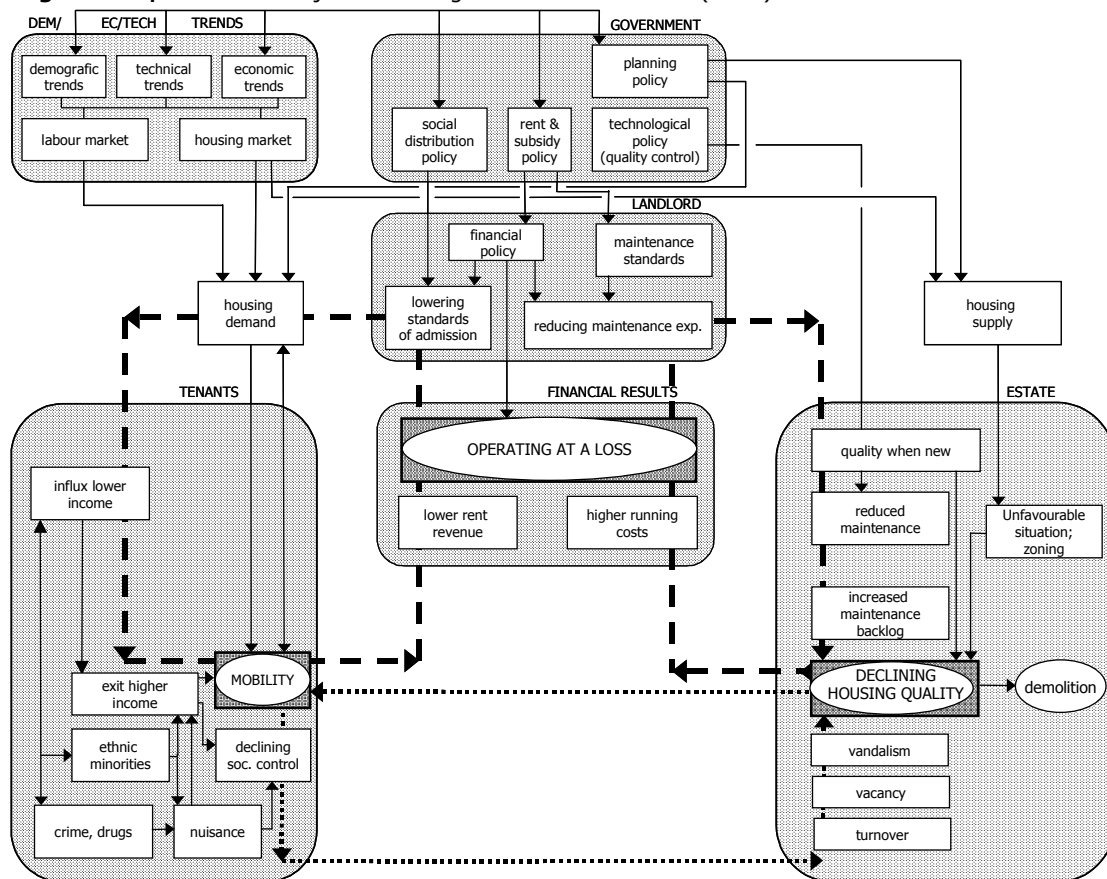 DEM/ EC/TECH TRENDS
GOVERNMENT
demografic
trends
technical
trends
economic
trends
labour market
housing market
planning
policy
social
distribution
policy
rent &
subsidy
policy
technological
policy
(quality control)
LANDLORD
financial
policy
maintenance
standards
lowering
standards
of admission
reducing maintenance exp.
housing
demand
housing
supply
TENANTS
FINANCIAL RESULTS
ESTATE
OPERATING AT A LOSS
lower rent
revenue
higher running
costs
influx lower
income
exit higher
income
MOBILITY
ethnic
minorities
declining
soc. control
crime, drugs
nuisance
quality when new
reduced
maintenance
Unfavourable
situation;
zoning
increased
maintenance
backlog
DECLINING
HOUSING QUALITY
demolition
vandalism
vacancy
turnover